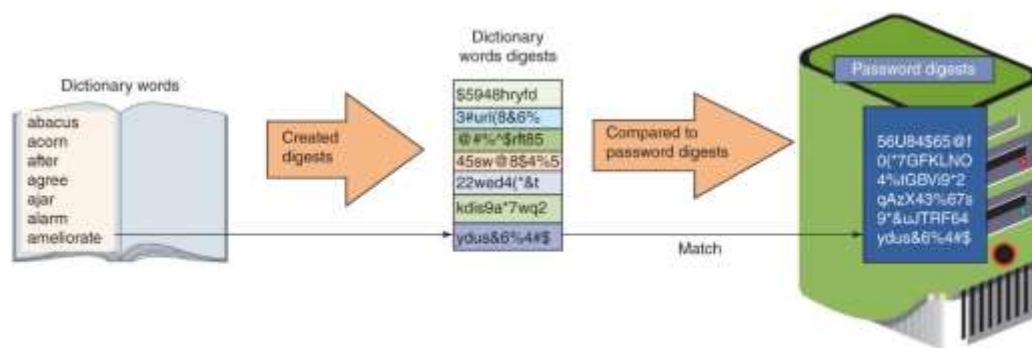 Dictionary words
abacus
acorn
after
agree
ajar
alarm
ameliorate
Created
digests
Dictionary
words digests
$5948hryfd
3#url(8&6%
@#%^$rft85
45sw@8$4%5
22wed4(*&t
kdis9a*7wq2
ydus&6%4#$
Compared to
password digests
Match
Password digests
56U84$65@f
0(*7GFKLNO
4%IGBVi9*2
qAzX43%67s
9*&uJTRF64
ydus&6%4#$